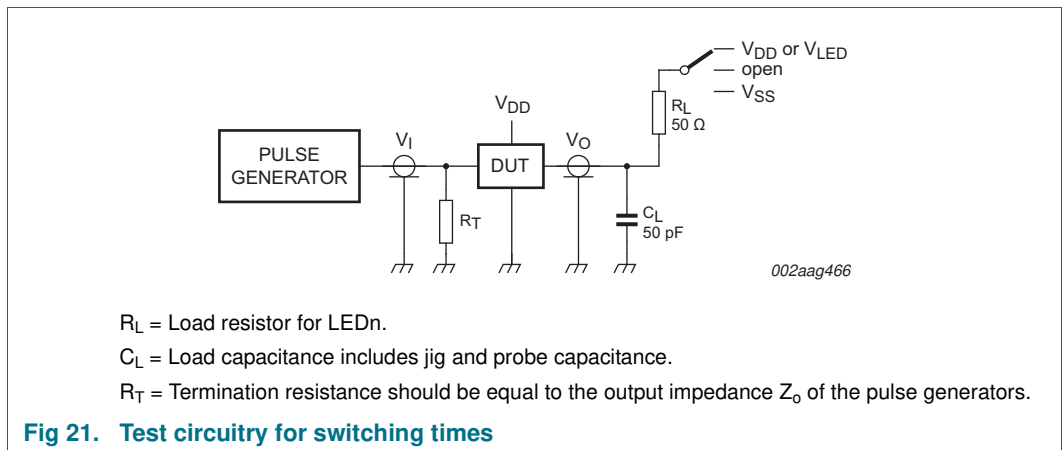 V_DD or V_LED
open
V_SS
R_L
50 Ω
V_DD
V_I
V_O
PULSE
GENERATOR
DUT
R_T
C_L
50 pF
002aag466
R_L = Load resistor for LEDn.
C_L = Load capacitance includes jig and probe capacitance.
R_T = Termination resistance should be equal to the output impedance Z_o of the pulse generators.
Fig 21. Test circuitry for switching times